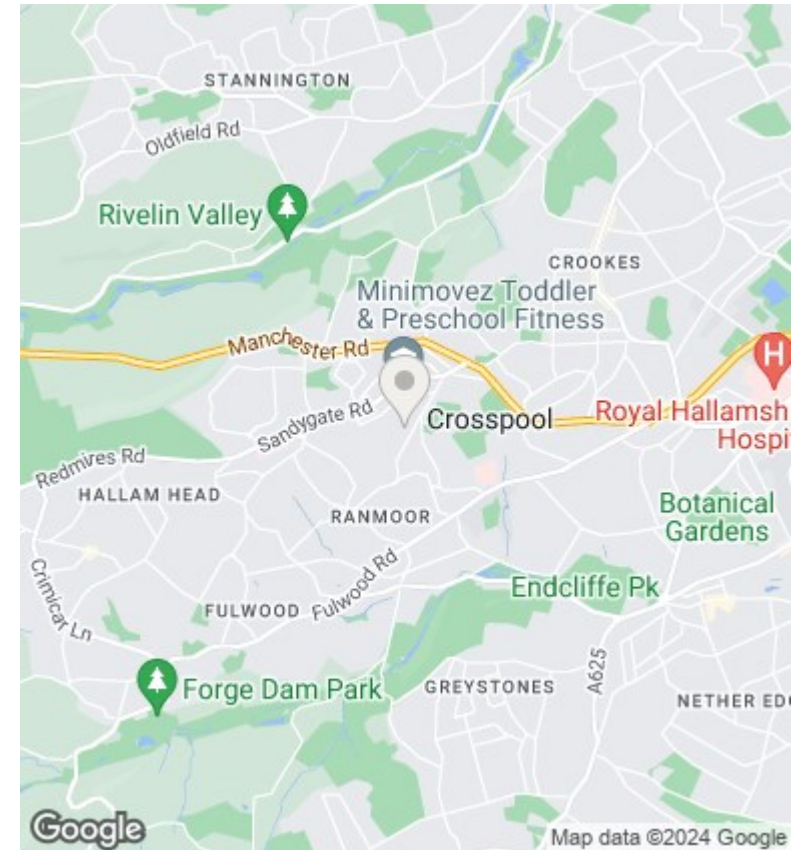 STANNINGTON
Oldfield Rd
Rivelin Valley
CROOKES
Minimovez Toddler
& Preschool Fitness
Manchester Rd
H
Sandygate Rd
Crosspool
Royal Hallamsh
Hospi
Redmires Rd
HALLAM HEAD
RANMOOR
Botanical
Gardens
Crimicar Ln
Fulwood Rd
Endcliffe Pk
FULWOOD
A625
Forge Dam Park
GREYSTONES
NETHER ED
Google
Map data ©2024 Google